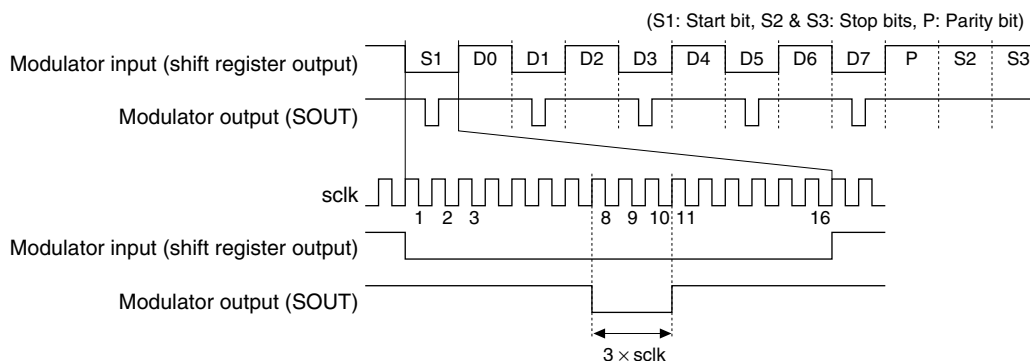 (S1: Start bit, S2 & S3: Stop bits, P: Parity bit)
Modulator input (shift register output) S1 D0 D1 D2 D3 D4 D5 D6 D7 P S2 S3
Modulator output (SOUT)
sclk
1 2 3 8 9 10 11 16
Modulator input (shift register output)
Modulator output (SOUT)
3 × sclk